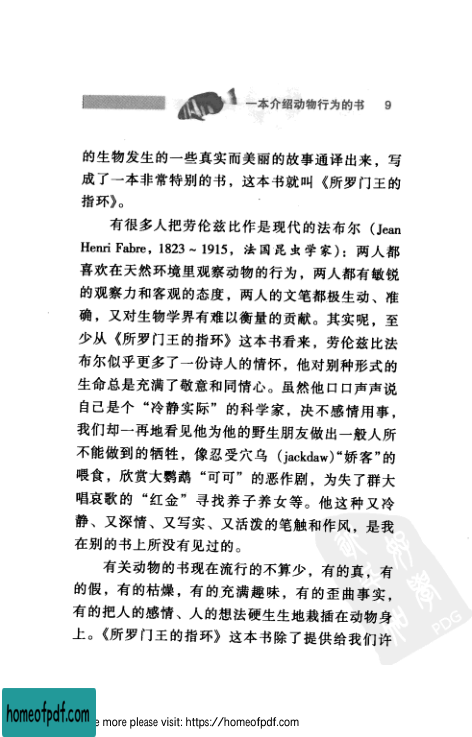 一本介绍动物行为的书 9
的生物发生的一些真实而美丽的故事通译出来，写
成了一本非常特别的书，这本书就叫《所罗门王的
指环》。
有很多人把劳伦兹比作是现代的法布尔（Jean
Henri Fabre，1823～1915，法国昆虫学家）；两人都
喜欢在天然环境里观察动物的行为，两人都有敏锐
的观察力和客观的态度，两人的文笔都极生动、准
确，又对生物学界有难以衡量的贡献。其实呢，至
少从《所罗门王的指环》这本书看来，劳伦兹比法
布尔似乎更多了一份诗人的情怀，他对别种形式的
生命总是充满了敬意和同情心。虽然他口口声声说
自己是个“冷静实际”的科学家，决不感情用事，
我们却一再地看见他为他的野生朋友做出一般人所
不能做到的牺牲，像忍受穴乌（jackdaw)“娇客”的
喂食，欣赏大鹦鹉“可可”的恶作剧，为失了群大
唱哀歌的“红金”寻找养子养女等。他这种又冷
静、又深情、又写实、又活泼的笔触和作风，是我
在别的书上所没有见过的。
有关动物的书现在流行的不算少，有的真，有
的假，有的枯燥，有的充满趣味，有的歪曲事实，
有的把人的感情、人的想法硬生生地栽插在动物身
上。《所罗门王的指环》这本书除了提供给我们许
PDG
homeofpdf.com
e more please visit: https://homeofpdf.com